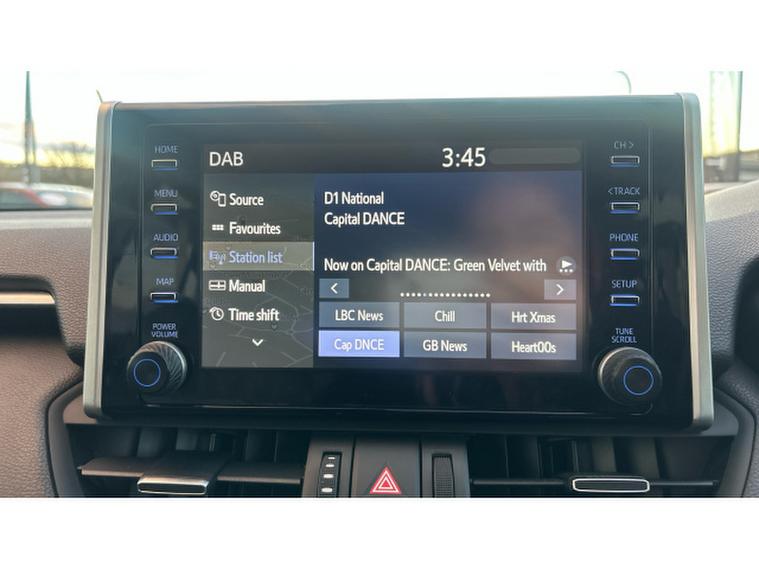 HOME
MENU
AUDIO
MAP
POWER
VOLUME
DAB
3:45
Source
Favourites
Station list
Manual
Time shift
D1 National
Capital DANCE
Now on Capital DANCE: Green Velvet with
<
>
LBC News
Chill
Hrt Xmas
Cap DNCE
GB News
Heart00s
CH >
< TRACK
PHONE
SETUP
TUNE
SCROLL